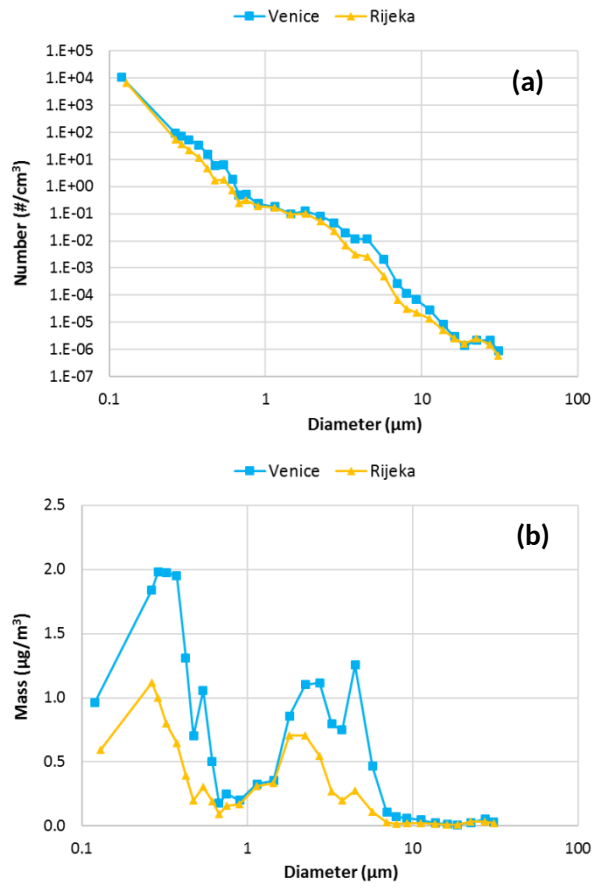 Venice Rijeka
(a)
1.E+05
1.E+04
1.E+03
1.E+02
1.E+01
1.E+00
1.E-01
1.E-02
1.E-03
1.E-04
1.E-05
1.E-06
1.E-07
Number (#/cm³)
0.1 1 10 100
Diameter (µm)
Venice Rijeka
(b)
2.5
2.0
1.5
1.0
0.5
0.0
Mass (µg/m³)
0.1 1 10 100
Diameter (µm)